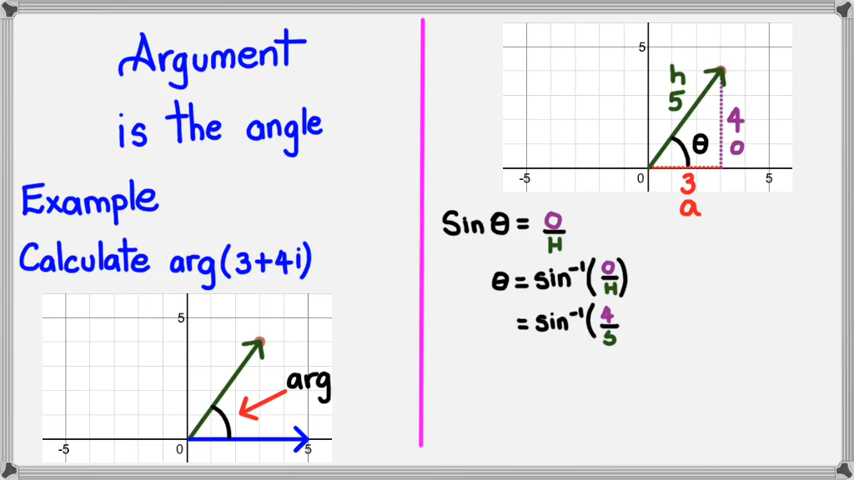 Argument
is the angle
Example
Calculate arg(3+4i)
5
arg
-5
0
5
5
h
5
4
θ
o
-5
0
3
5
a
Sin θ = O/H
θ = sin⁻¹(O/H)
= sin⁻¹(4/5